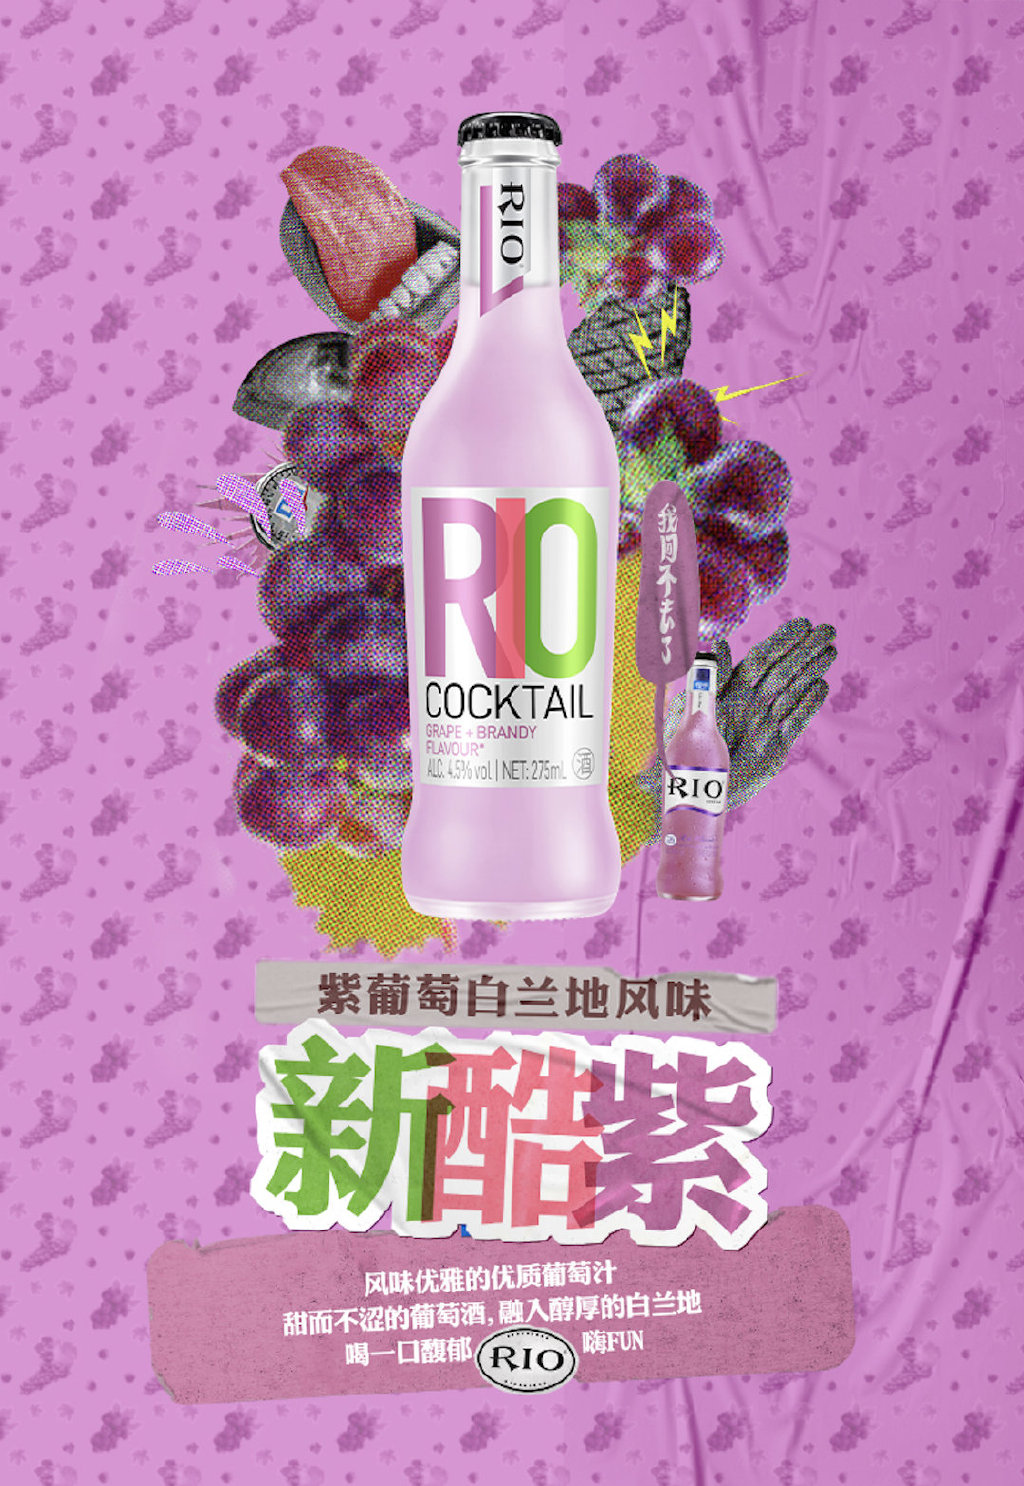 RIO
RIO
COCKTAIL
GRAPE + BRANDY
FLAVOUR*
ALC. 4.5% vol | NET: 275mL 酒
我回不去了
RIO
紫葡萄白兰地风味
新酷紫
风味优雅的优质葡萄汁
甜而不涩的葡萄酒,融入醇厚的白兰地
喝一口馥郁 RIO 嗨FUN